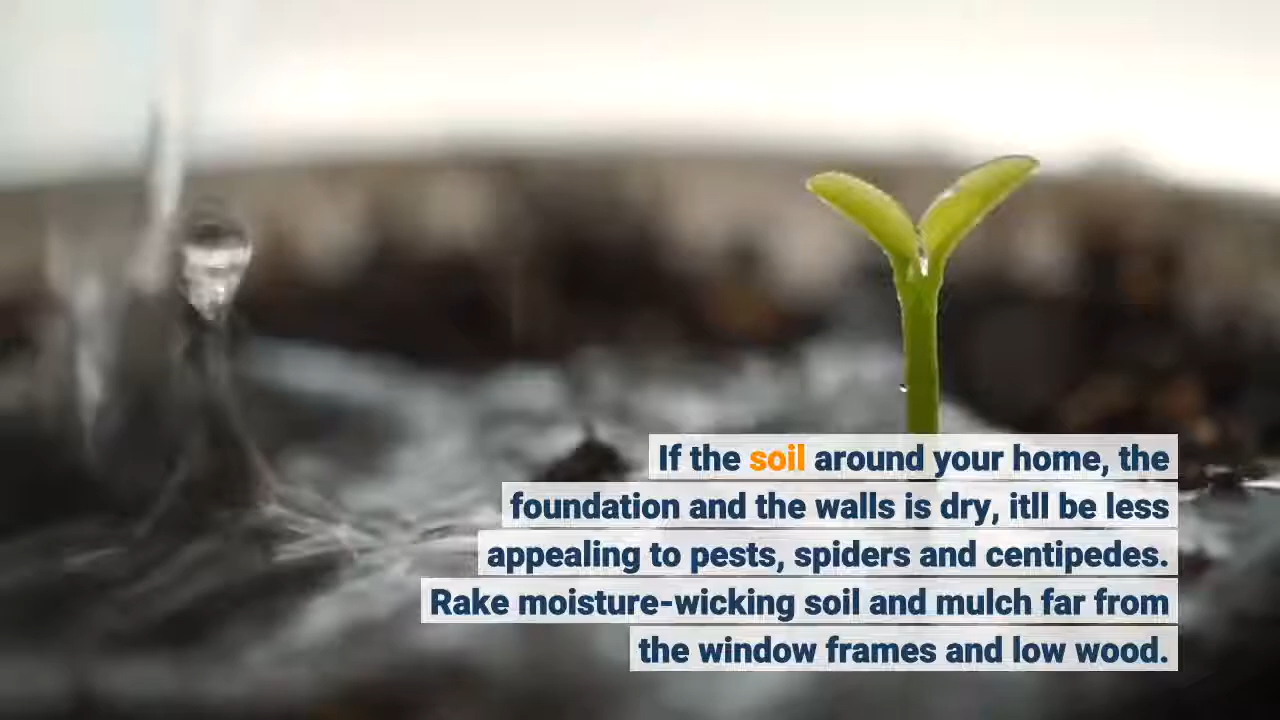 If the soil around your home, the
foundation and the walls is dry, itll be less
appealing to pests, spiders and centipedes.
Rake moisture-wicking soil and mulch far from
the window frames and low wood.